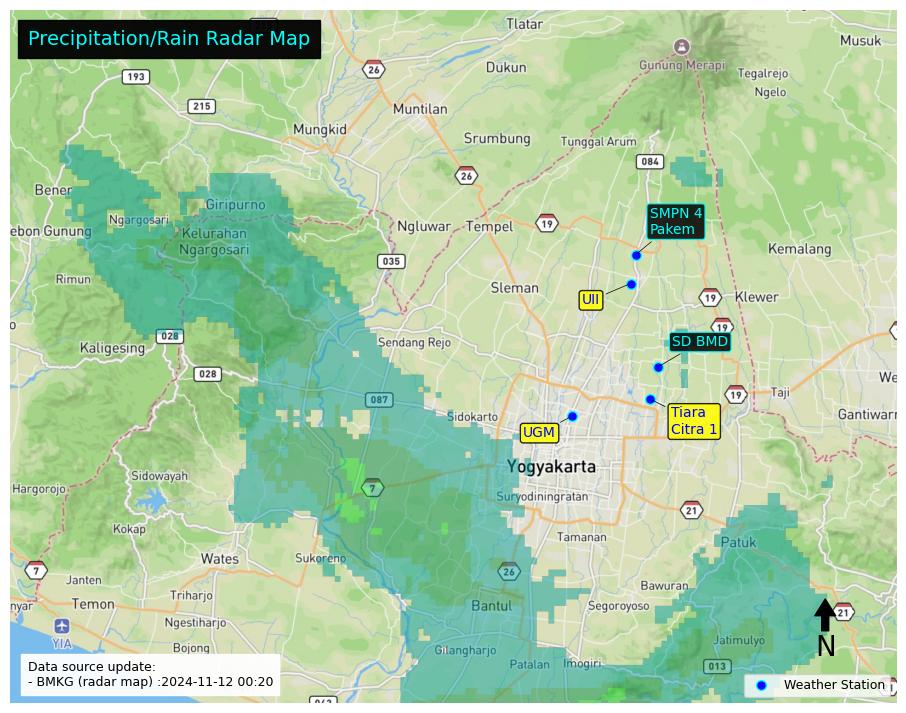 Precipitation/Rain Radar Map
Tlatar
Musuk
Gunung Merapi
26
193
Dukun
Tegalrejo
Ngelo
215
Muntilan
Mungkid
Srumbung
Tunggal Arum
084
26
Bener
Giripurno
Ngargosari
SMPN 4
Pakem
ebon Gunung
Kelurahan
Ngargosari
Ngluwar
Tempel
19
Kemalang
035
Rimun
Sleman
UII
19
Klewer
028
19
Kaligesing
Sendang Rejo
SD BMD
028
We
087
19
Taji
Sidokarto
Tiara
Citra 1
Gantiwarn
UGM
Yogyakarta
Sidowayah
Hargorojo
7
Suryodiningratan
21
Kokap
Tamanan
Patuk
Wates
Sukoreno
7
Janten
26
Bawuran
nyar
Temon
Triharjo
Bantul
Segoroyoso
21
YIA
Ngestiharjo
N
Bojong
Gilangharjo
Jatimulyo
Patalan
Imogiri
013
Data source update:
- BMKG (radar map) :2024-11-12 00:20
Weather Station